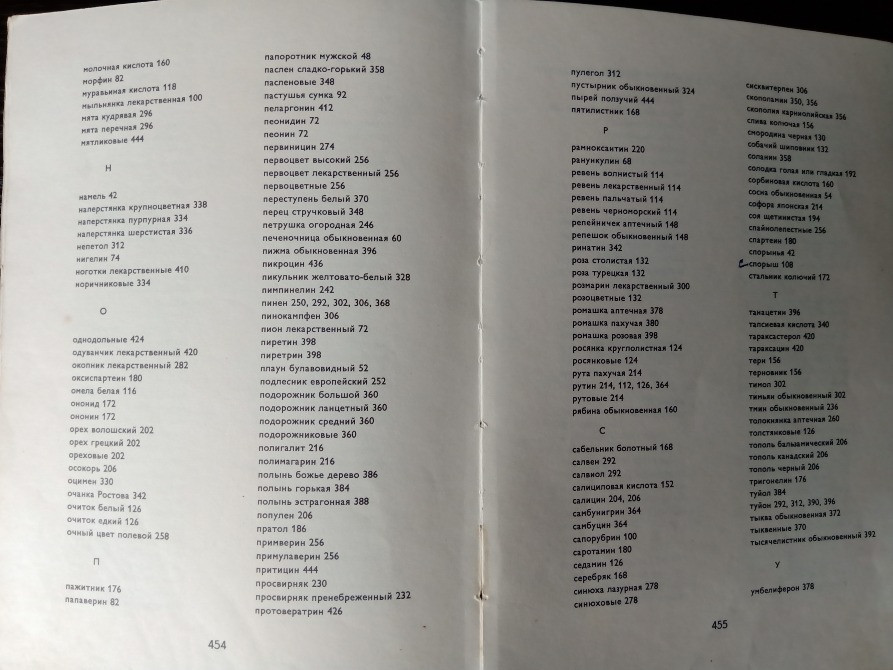 молочная кислота 160
морфин 82
муравьиная кислота 118
мыльнянка лекарственная 100
мята кудрявая 296
мята перечная 296
мятликовые 444
Н
намель 42
наперстянка крупноцветная 338
наперстянка пурпурная 334
наперстянка шерстистая 336
непетол 312
нигелин 74
ноготки лекарственные 410
норичниковые 334
О
однодольные 424
одуванчик лекарственный 420
окопник лекарственный 282
оксиспартеин 180
омела белая 116
ононид 172
ононин 172
орех волошский 202
орех грецкий 202
ореховые 202
осокорь 206
оцимен 330
очанка Ростова 342
очиток белый 126
очиток едкий 126
очный цвет полевой 258
П
пажитник 176
папаверин 82
папоротник мужской 48
паслен сладко-горький 358
пасленовые 348
пастушья сумка 92
пеларгонин 412
пеонидин 72
пеонин 72
первиницин 274
первоцвет высокий 256
первоцвет лекарственный 256
первоцветные 256
переступень белый 370
перец стручковый 348
петрушка огородная 246
печеночница обыкновенная 60
пижма обыкновенная 396
пикроцин 436
пикульник желтовато-белый 328
пимпинелин 242
пинен 250, 292, 302, 306, 368
пинокампфен 306
пион лекарственный 72
пиретин 398
пиретрин 398
плаун булавовидный 52
подлесник европейский 252
подорожник большой 360
подорожник ланцетный 360
подорожник средний 360
подорожниковые 360
полигалит 216
полимагарин 216
полынь божье дерево 386
полынь горькая 384
полынь эстрагонная 388
популен 206
пратол 186
примверин 256
примулаверин 256
притицин 444
просвирняк 230
просвирняк пренебреженный 232
протовератрин 426
454
пулегол 312
пустырник обыкновенный 324
пырей ползучий 444
пятилистник 168
Р
рамноксантин 220
ранункулин 68
ревень волнистый 114
ревень лекарственный 114
ревень пальчатый 114
ревень черноморский 114
репейничек аптечный 148
репешок обыкновенный 148
ринатин 342
роза столистая 132
роза турецкая 132
розмарин лекарственный 300
розоцветные 132
ромашка аптечная 378
ромашка пахучая 380
ромашка розовая 398
росянка круглолистная 124
росянковые 124
рута пахучая 214
рутин 214, 112, 126, 364
рутовые 214
рябина обыкновенная 160
С
сабельник болотный 168
салвен 292
салвиол 292
салициловая кислота 152
салицин 204, 206
самбунигрин 364
самбуцин 364
сапорубрин 100
саротамин 180
седамин 126
серебряк 168
синюха лазурная 278
синюховые 278
сисквитерпен 306
скополамин 350, 356
скополия карниолийская 356
слива колючая 156
смородина черная 130
собачий шиповник 132
соланин 358
солодка голая или гладкая 192
сорбиновая кислота 160
сосна обыкновенная 54
софора японская 214
соя щетинистая 194
спайнолепестные 256
спартеин 180
спорынья 42
спорыш 108
стальник колючий 172
Т
танацетин 396
тапсиевая кислота 340
тараксастерол 420
тараксацин 420
терн 156
терновник 156
тимол 302
тимьян обыкновенный 302
тмин обыкновенный 236
толокнянка аптечная 260
толстянковые 126
тополь бальзамический 206
тополь канадский 206
тополь черный 206
тригонелин 176
туйол 384
туйон 292, 312, 390, 396
тыква обыкновенная 372
тыквенные 370
тысячелистник обыкновенный 392
У
умбелиферон 378
455